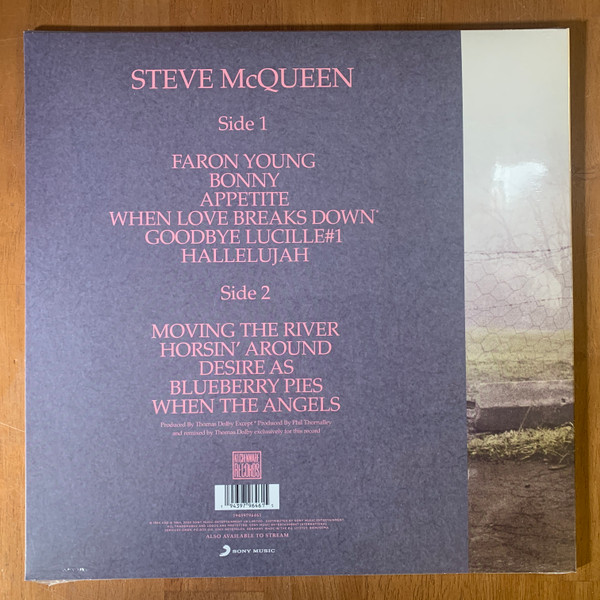 STEVE McQUEEN
Side 1
FARON YOUNG
BONNY
APPETITE
WHEN LOVE BREAKS DOWN*
GOODBYE LUCILLE#1
HALLELUJAH
Side 2
MOVING THE RIVER
HORSIN' AROUND
DESIRE AS
BLUEBERRY PIES
WHEN THE ANGELS
Produced By Thomas Dolby Except * Produced By Phil Thornalley
and remixed by Thomas Dolby exclusively for this record
KITCHENWARE
RECORDS
ALSO AVAILABLE TO STREAM
SONY MUSIC